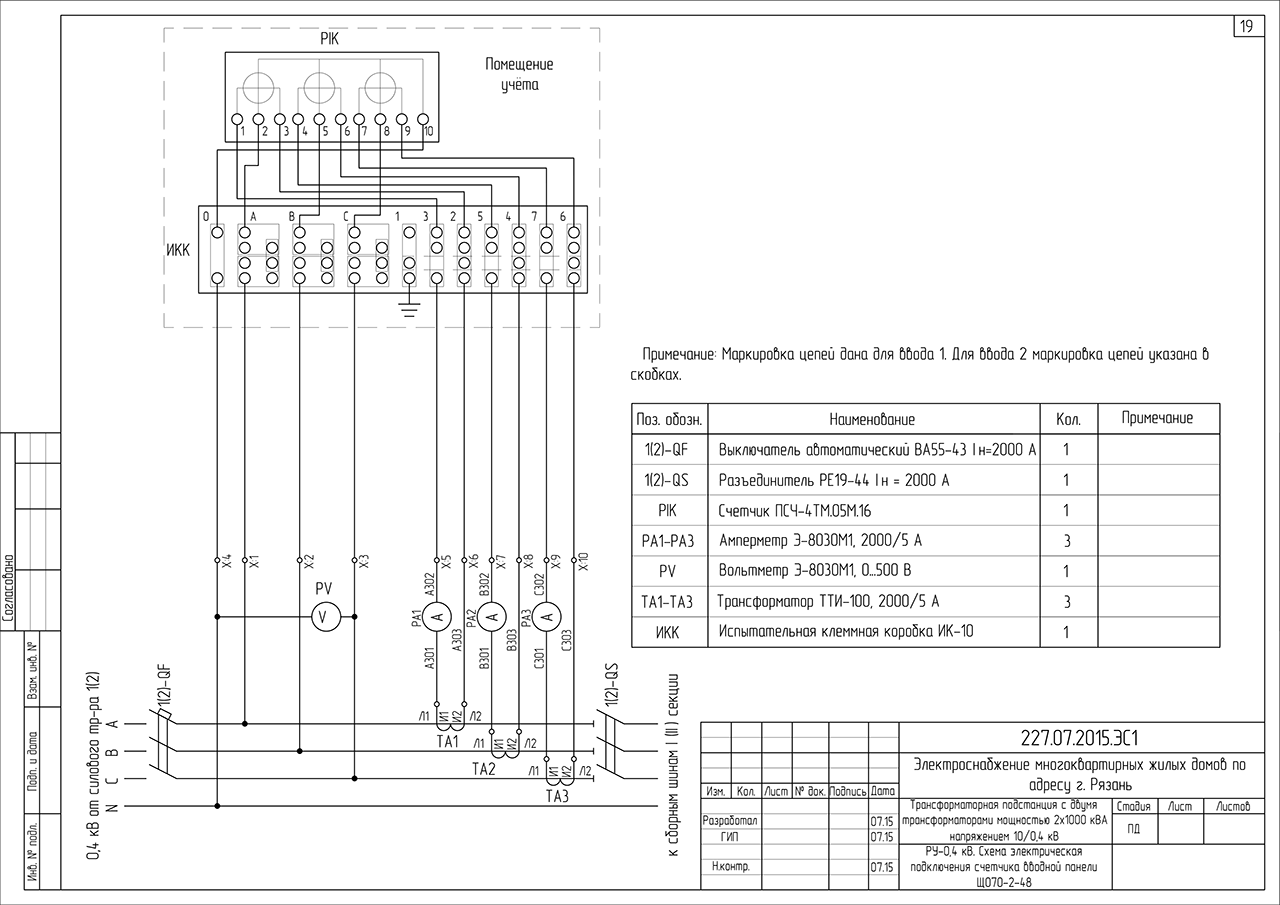 19
PIK
Помещение
учёта
1 2 3 4 5 6 7 8 9 10
0 A B C 1 3 2 5 4 7 6
ИКК
Примечание: Маркировка цепей дана для ввода 1. Для ввода 2 маркировка цепей указана в
скобках.
Поз. обозн. Наименование Кол. Примечание
1(2)-QF Выключатель автоматический ВА55-43 Iн=2000 А 1
1(2)-QS Разъединитель РЕ19-44 Iн = 2000 А 1
PIK Счетчик ПСЧ-4ТМ.05М.16 1
PA1-PA3 Амперметр Э-8030М1, 2000/5 А 3
PV Вольтметр Э-8030М1, 0...500 В 1
TA1-TA3 Трансформатор ТТИ-100, 2000/5 А 3
ИКК Испытательная клеммная коробка ИК-10 1
X:4 X:1 X:2 X:3 X:5 X:6 X:7 X:8 X:9 X:10
A302 B302 C302
PV
V
PA1 A PA2 A PA3 A
A303 B303 C303
A301 B301 C301
0,4 кВ от силового тр-ра 1(2)
1(2)-QF
1(2)-QS
к сборным шинам I (II) секции
A
B
C
N
Л1 И1 И2 Л2
TA1
Л1 И1 И2 Л2
TA2
Л1 И1 И2 Л2
TA3
Согласовано
Взам. инв. №
Подп. и дата
Инв. № подл.
227.07.2015.ЭС1
Электроснабжение многоквартирных жилых домов по
адресу г. Рязань
Изм. Кол. Лист № док. Подпись Дата
Разработал 07.15
ГИП 07.15
Н.контр. 07.15
Трансформаторная подстанция с двумя
трансформаторами мощностью 2х1000 кВА
напряжением 10/0,4 кВ
Стадия Лист Листов
ПД
РУ-0,4 кВ. Схема электрическая
подключения счетчика вводной панели
ЩО70-2-48